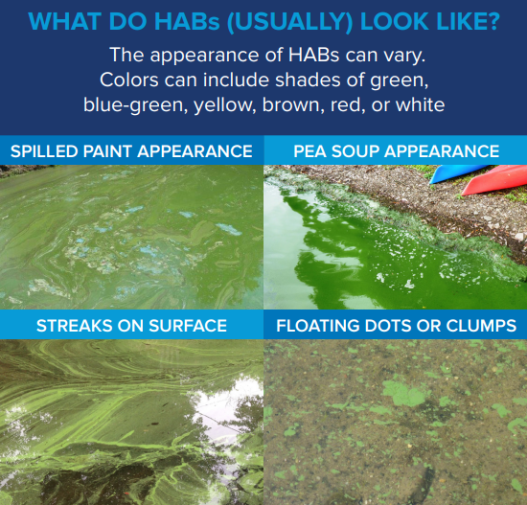 WHAT DO HABs (USUALLY) LOOK LIKE?
The appearance of HABs can vary.
Colors can include shades of green,
blue-green, yellow, brown, red, or white
SPILLED PAINT APPEARANCE
PEA SOUP APPEARANCE
STREAKS ON SURFACE
FLOATING DOTS OR CLUMPS